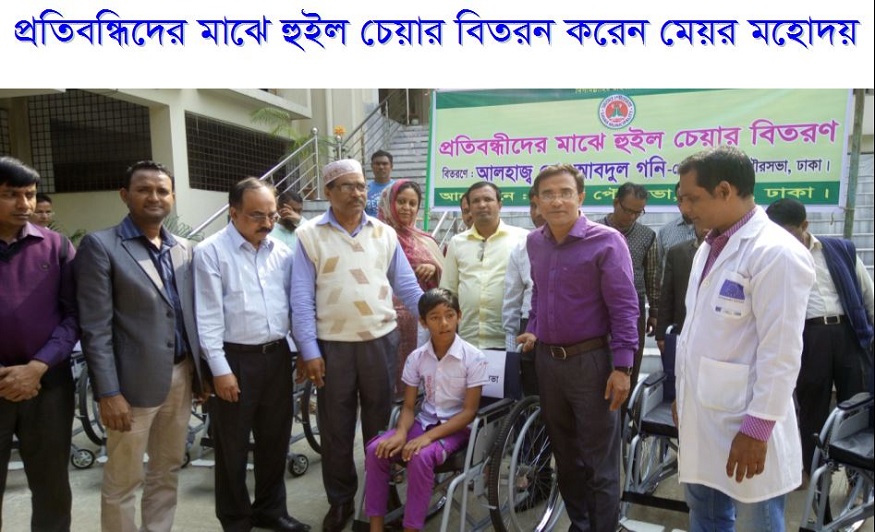 প্রতিবন্ধিদের মাঝে হুইল চেয়ার বিতরন করেন মেয়র মহোদয়
প্রতিবন্ধীদের মাঝে হুইল চেয়ার বিতরণ
বিতরণে : আলহাজ্ব আবদুল গনি- রসভা, ঢাকা।
ঢাকা।